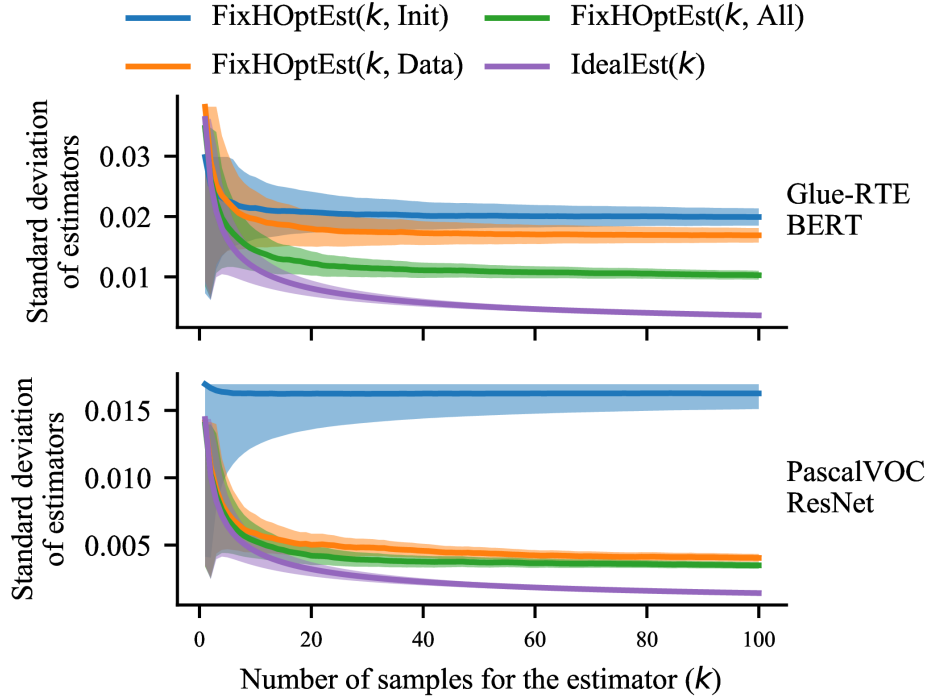 FixHOptEst(k, Init)
FixHOptEst(k, All)
FixHOptEst(k, Data)
IdealEst(k)
Standard deviation
of estimators
0.03
0.02
0.01
Glue-RTE
BERT
Standard deviation
of estimators
0.015
0.010
0.005
PascalVOC
ResNet
0
20
40
60
80
100
Number of samples for the estimator (k)